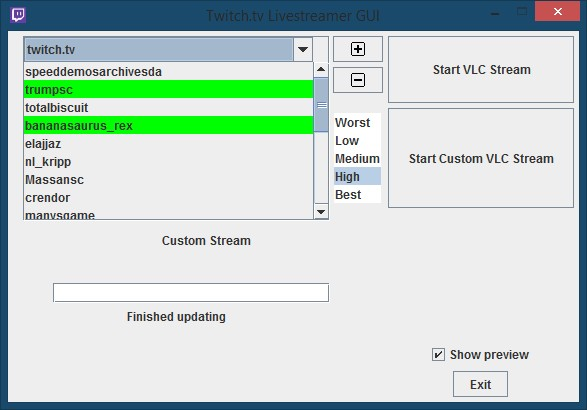 Twitch.tv Livestreamer GUI
twitch.tv
speeddemosarchivesda
trumpsc
totalbiscuit
bananasaurus_rex
elajjaz
nl_kripp
Massansc
crendor
manysgame
Worst
Low
Medium
High
Best
Start VLC Stream
Start Custom VLC Stream
Custom Stream
Finished updating
Show preview
Exit